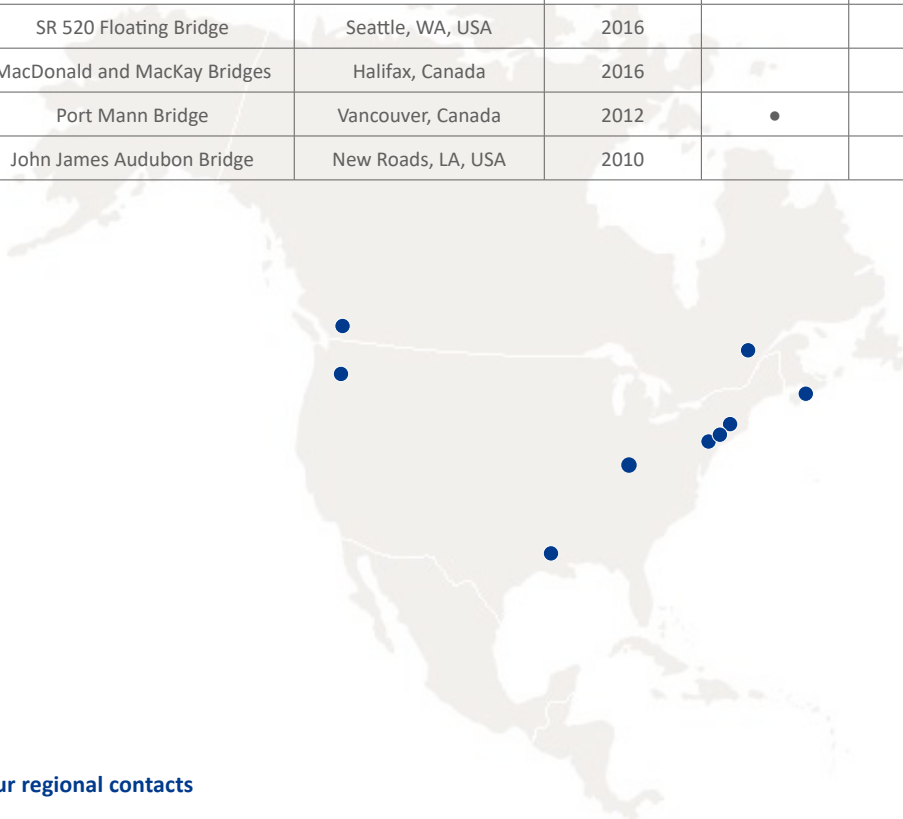 SR 520 Floating Bridge Seattle, WA, USA 2016
MacDonald and MacKay Bridges Halifax, Canada 2016
Port Mann Bridge Vancouver, Canada 2012 •
John James Audubon Bridge New Roads, LA, USA 2010
ur regional contacts